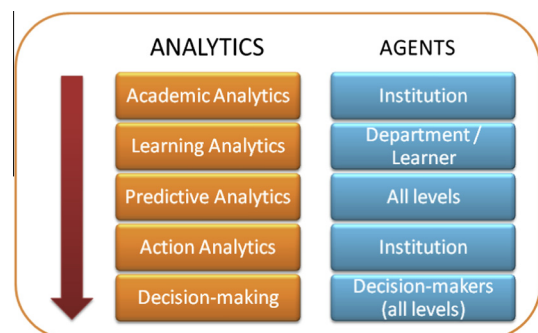 ANALYTICS AGENTS
Academic Analytics Institution
Learning Analytics Department /
Learner
Predictive Analytics All levels
Action Analytics Institution
Decision-making Decision-makers
(all levels)